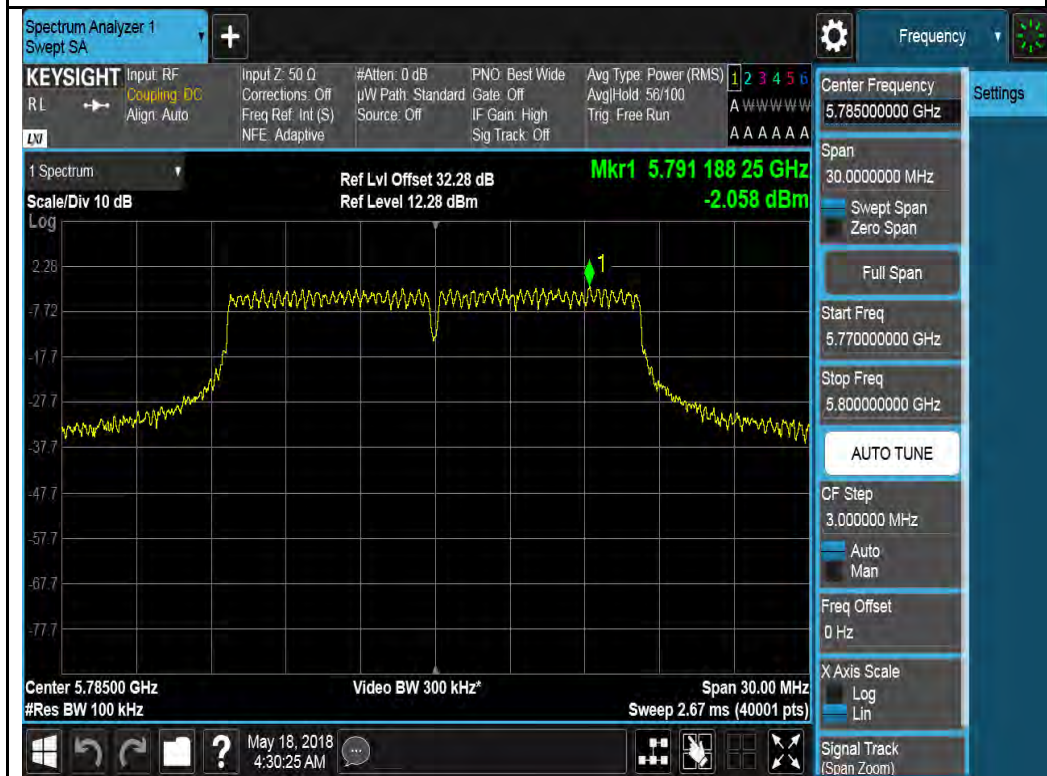 Spectrum Analyzer 1
Swept SA
+
Frequency
KEYSIGHT
RL
LXI
Input: RF
Coupling: DC
Align: Auto
Input Z: 50 Ω
Corrections: Off
Freq Ref: Int (S)
NFE: Adaptive
#Atten: 0 dB
µW Path: Standard
Source: Off
PNO: Best Wide
Gate: Off
IF Gain: High
Sig Track: Off
Avg Type: Power (RMS)
Avg|Hold: 56/100
Trig: Free Run
1 2 3 4 5 6
A W W W W W
A A A A A A
1 Spectrum
Scale/Div 10 dB
Log
Ref Lvl Offset 32.28 dB
Ref Level 12.28 dBm
Mkr1 5.791 188 25 GHz
-2.058 dBm
2.28
-7.72
-17.7
-27.7
-37.7
-47.7
-57.7
-67.7
-77.7
1
Center 5.78500 GHz
#Res BW 100 kHz
Video BW 300 kHz*
Span 30.00 MHz
Sweep 2.67 ms (40001 pts)
Center Frequency
5.785000000 GHz
Settings
Span
30.0000000 MHz
Swept Span
Zero Span
Full Span
Start Freq
5.770000000 GHz
Stop Freq
5.800000000 GHz
AUTO TUNE
CF Step
3.000000 MHz
Auto
Man
Freq Offset
0 Hz
X Axis Scale
Log
Lin
Signal Track
(Span Zoom)
?
May 18, 2018
4:30:25 AM